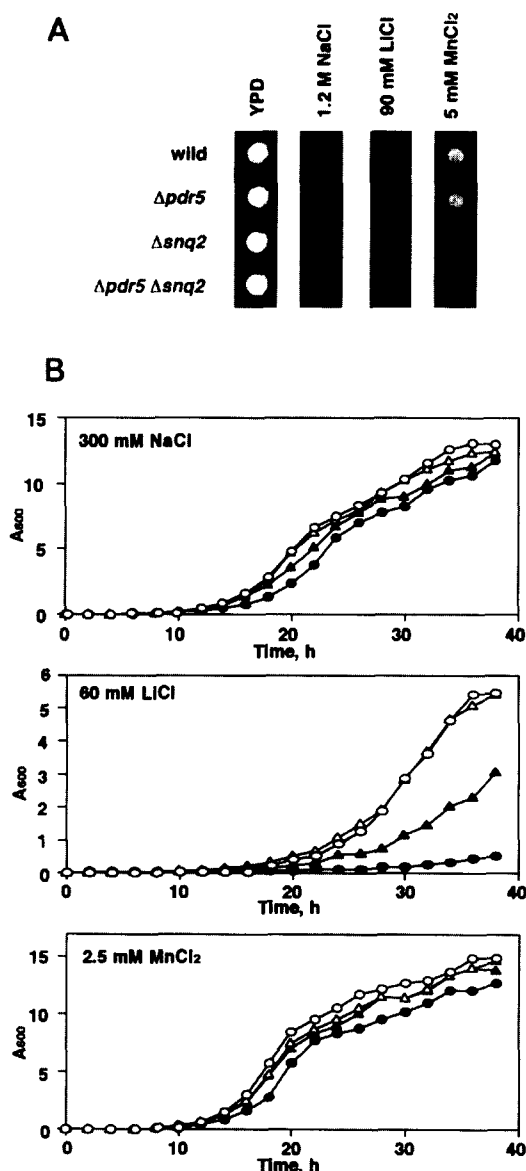 A
YPD
1.2 M NaCl
90 mM LiCl
5 mM MnCl₂
wild
Δpdr5
Δsnq2
Δpdr5 Δsnq2
B
300 mM NaCl
A₆₀₀
15
10
5
0
0 10 20 30 40
Time, h
60 mM LiCl
A₆₀₀
6
5
4
3
2
1
0
0 10 20 30 40
Time, h
2.5 mM MnCl₂
A₆₀₀
15
10
5
0
0 10 20 30 40
Time, h